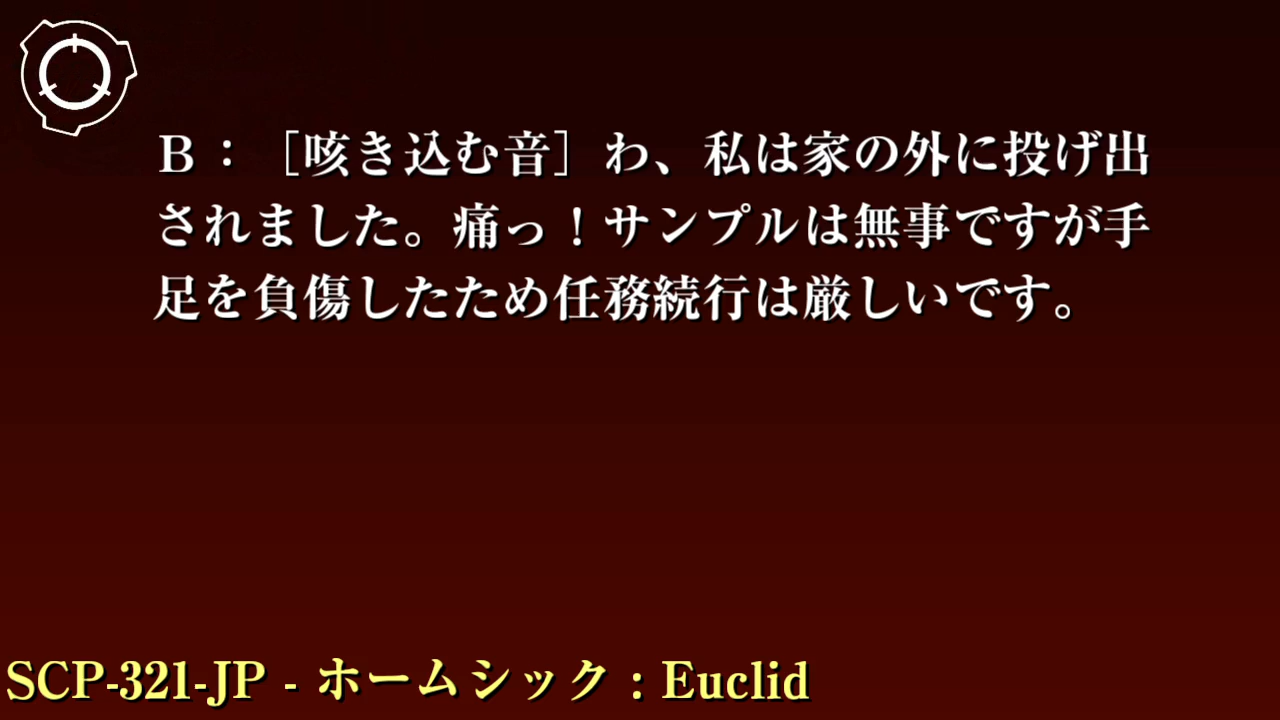 B：［咳き込む音］わ、私は家の外に投げ出
されました。痛っ！サンプルは無事ですが手
足を負傷したため任務続行は厳しいです。
SCP-321-JP - ホームシック：Euclid